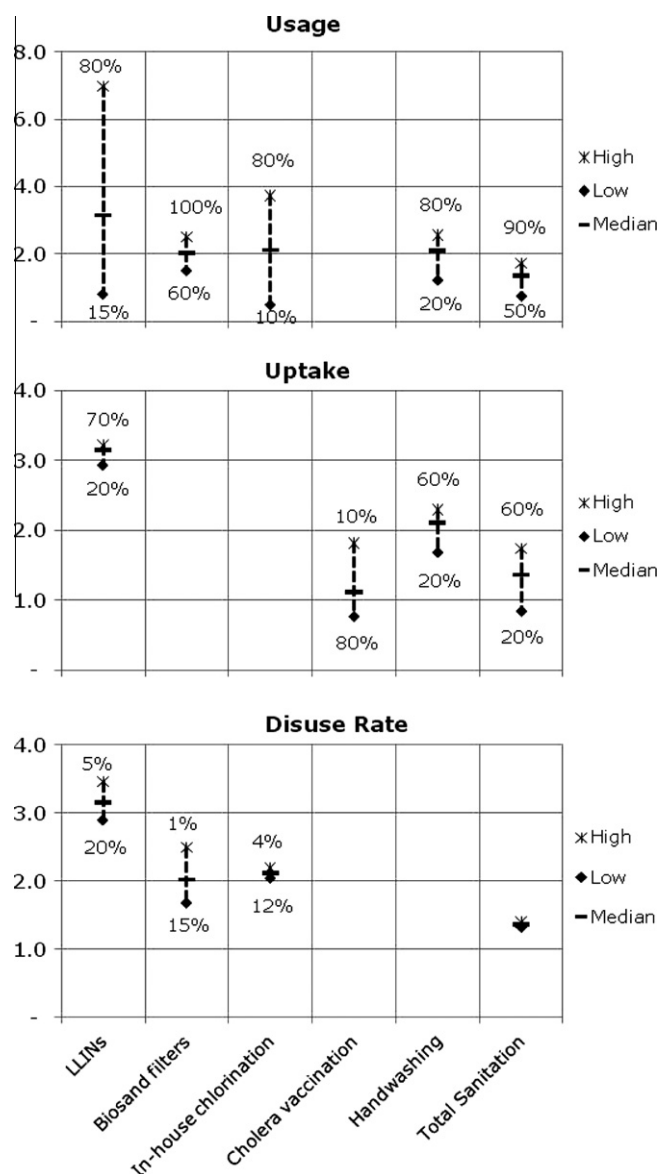 Usage
8.0
80%
6.0
High
80%
4.0
100%
80%
90%
Low
Median
2.0
60%
20%
15%
10%
50%
-
Uptake
4.0
70%
3.0
20%
10%
60%
60%
High
Low
2.0
Median
20%
1.0
80%
20%
-
Disuse Rate
4.0
5%
3.0
1%
4%
High
20%
2.0
12%
Low
15%
Median
1.0
-
LLINs
Biosand filters
In-house chlorination
Cholera vaccination
Handwashing
Total Sanitation